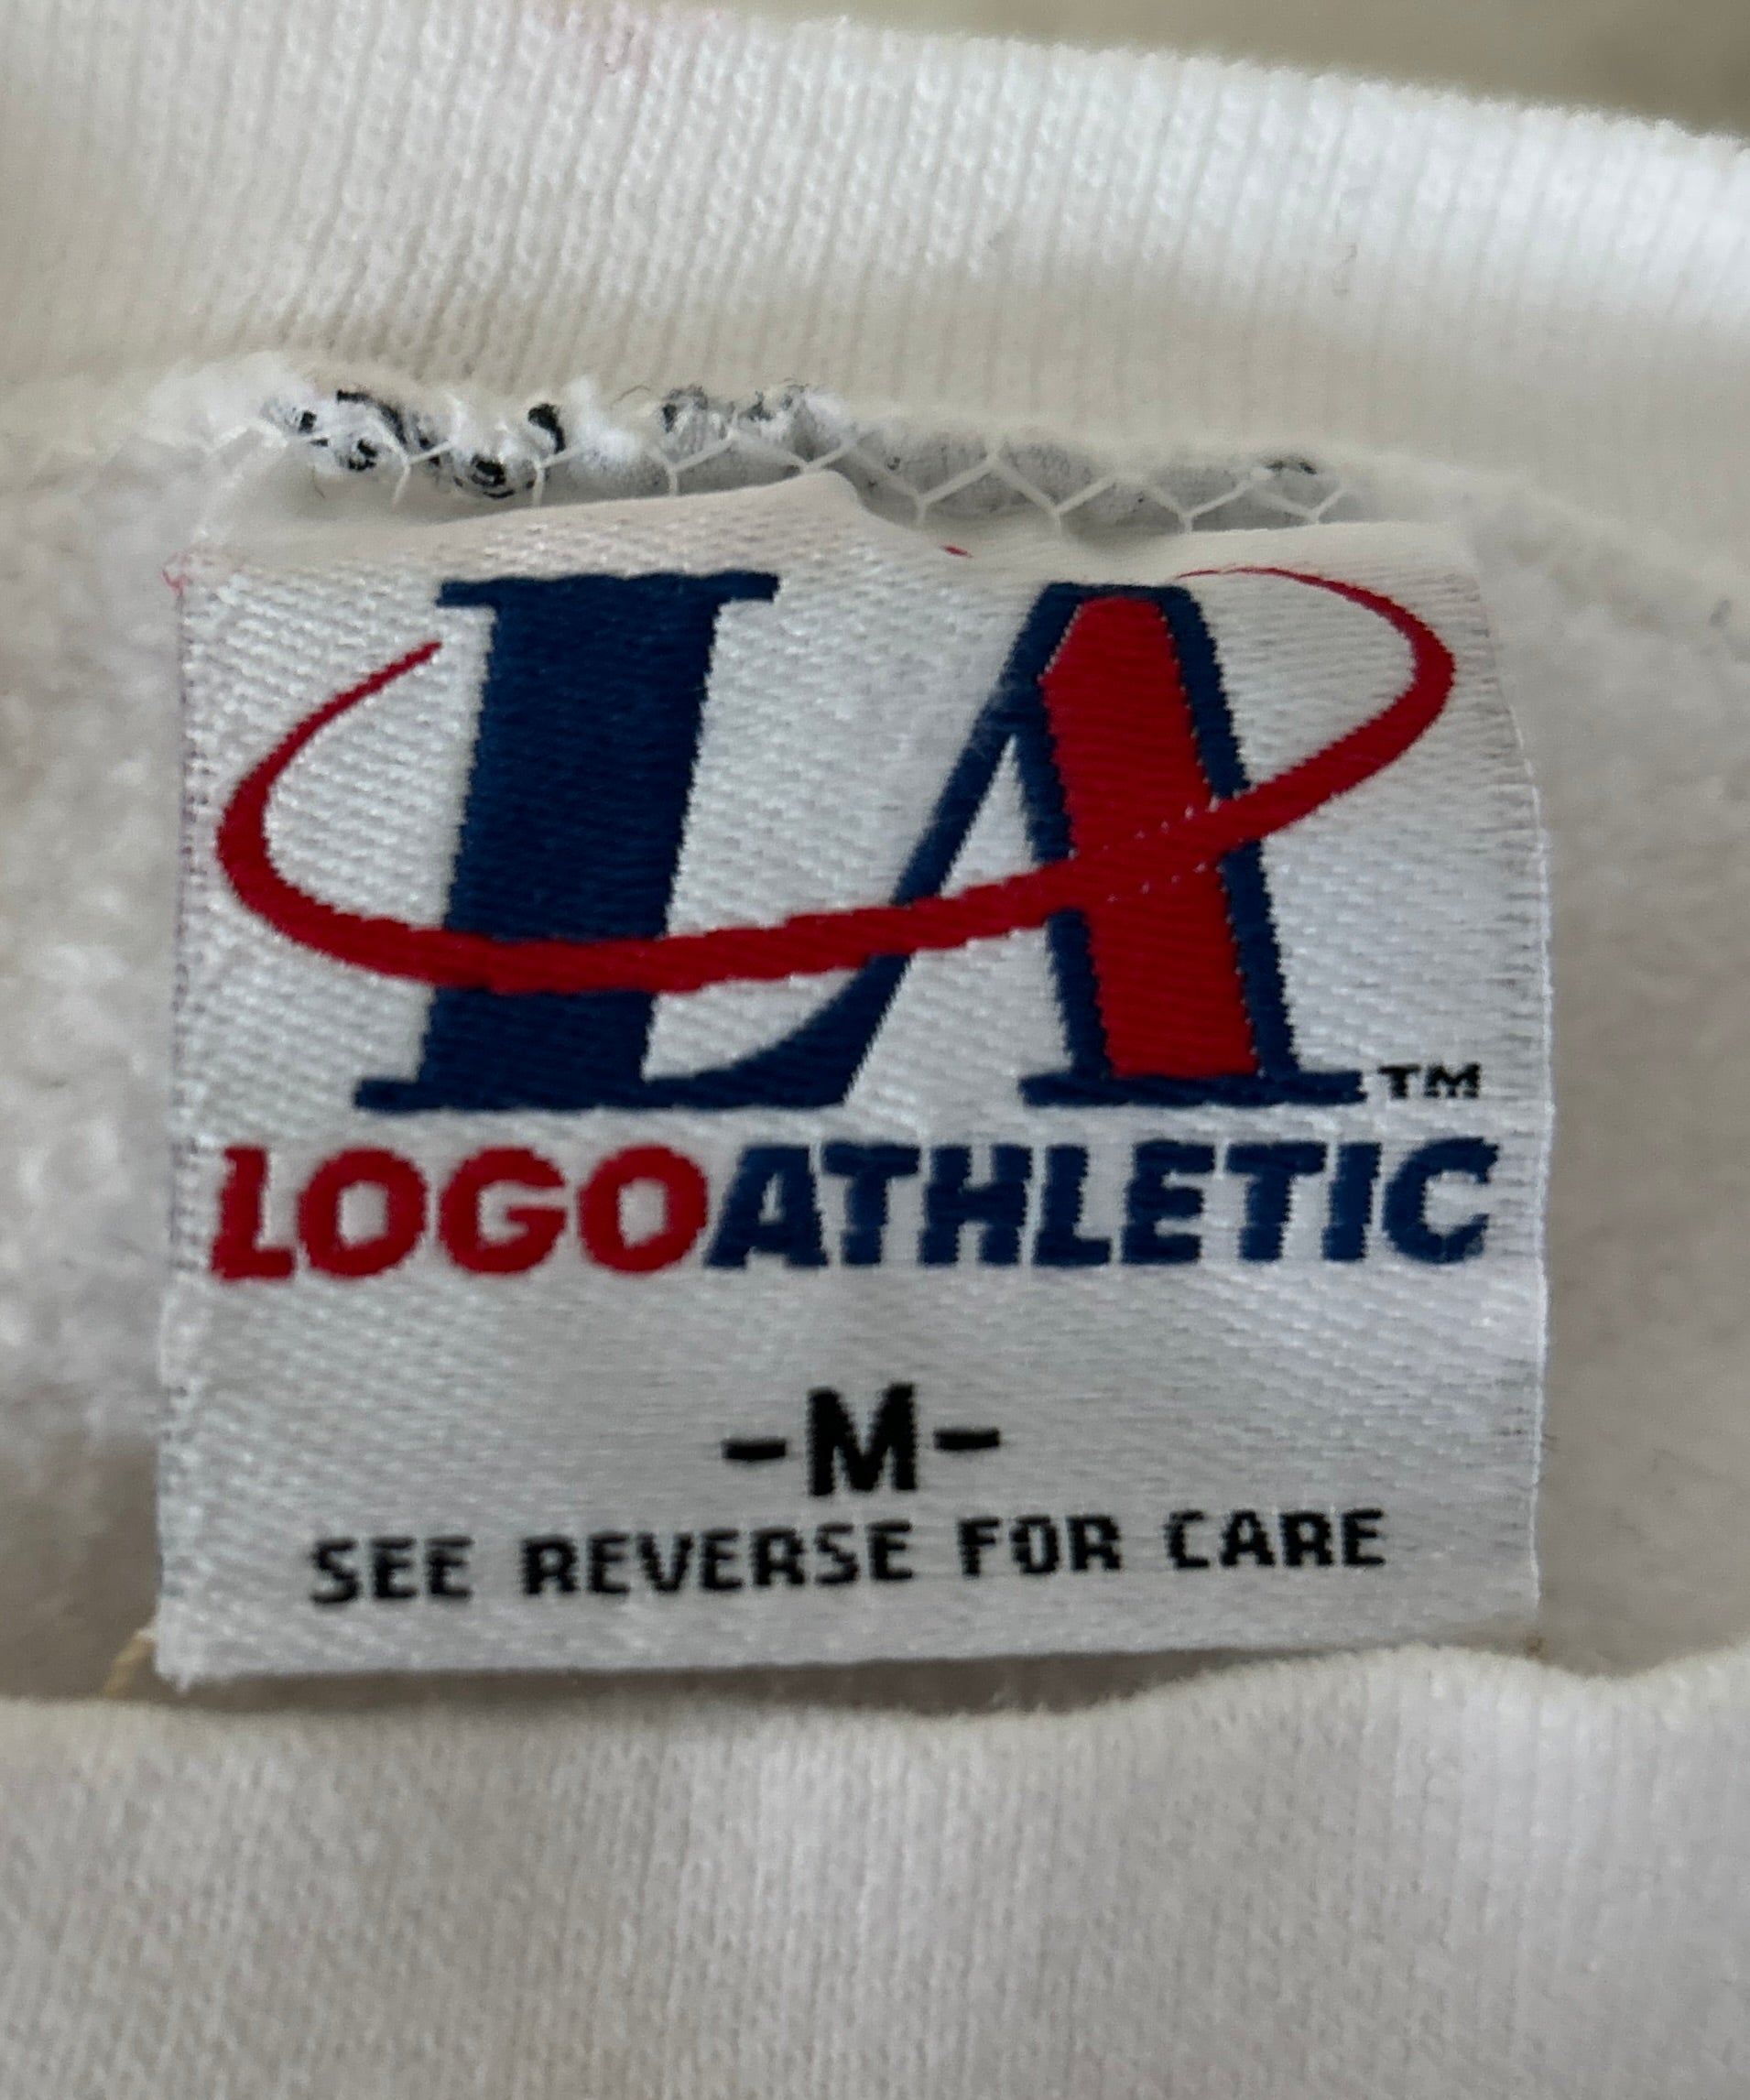 LA™
LOGOATHLETIC
-M-
SEE REVERSE FOR CARE